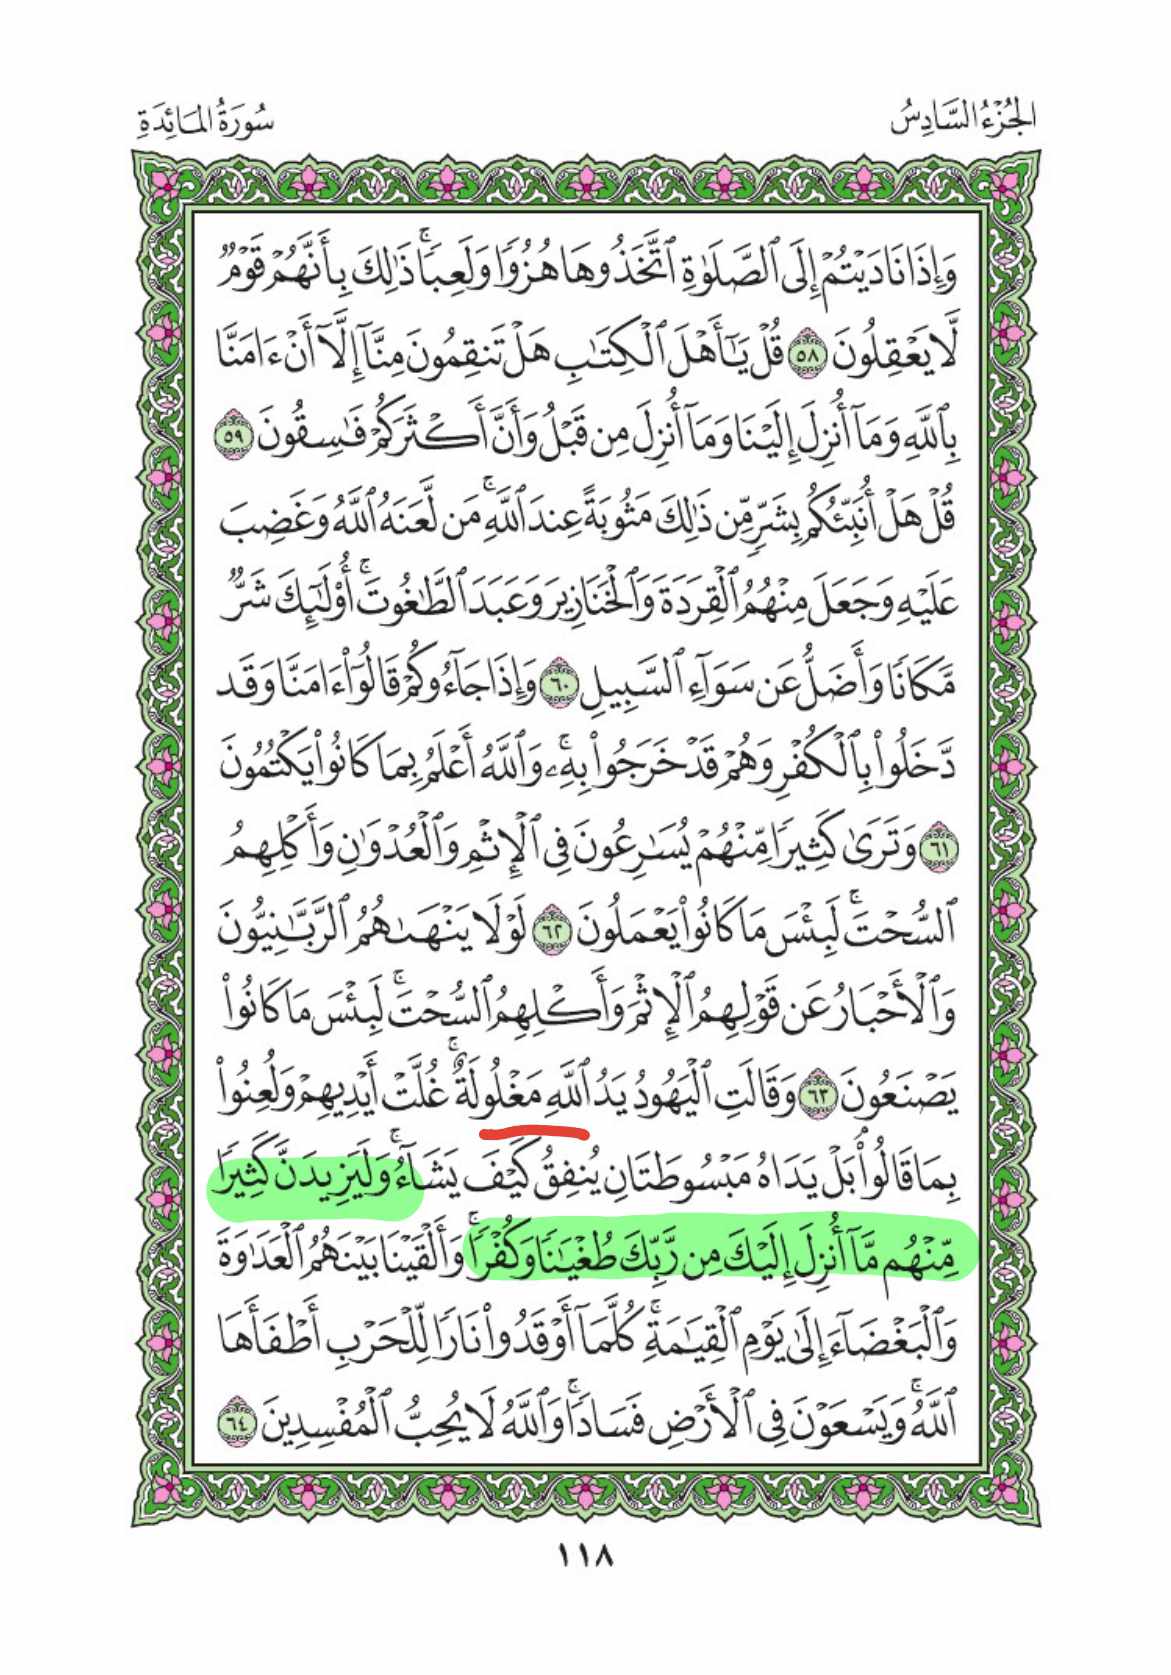 الجُزْءُ السَّادِسُ
سُورَةُ المَائِدَةِ
وَإِذَا نَادَيْتُمْ إِلَى ٱلصَّلَوٰةِ ٱتَّخَذُوهَا هُزُوٗا وَلَعِبٗاۚ ذَٰلِكَ بِأَنَّهُمْ قَوْمٞ
لَّا يَعْقِلُونَ ٥٨ قُلْ يَـٰٓأَهْلَ ٱلْكِتَـٰبِ هَلْ تَنقِمُونَ مِنَّآ إِلَّآ أَنْ ءَامَنَّا
بِٱللَّهِ وَمَآ أُنزِلَ إِلَيْنَا وَمَآ أُنزِلَ مِن قَبْلُ وَأَنَّ أَكْثَرَكُمْ فَـٰسِقُونَ ٥٩
قُلْ هَلْ أُنَبِّئُكُم بِشَرّٖ مِّن ذَٰلِكَ مَثُوبَةً عِندَ ٱللَّهِۚ مَن لَّعَنَهُ ٱللَّهُ وَغَضِبَ
عَلَيْهِ وَجَعَلَ مِنْهُمُ ٱلْقِرَدَةَ وَٱلْخَنَازِيرَ وَعَبَدَ ٱلطَّـٰغُوتَۚ أُوْلَـٰٓئِكَ شَرّٞ
مَّكَانٗا وَأَضَلُّ عَن سَوَآءِ ٱلسَّبِيلِ ٦٠ وَإِذَا جَآءُوكُمْ قَالُوٓاْ ءَامَنَّا وَقَد
دَّخَلُواْ بِٱلْكُفْرِ وَهُمْ قَدْ خَرَجُواْ بِهِۦۚ وَٱللَّهُ أَعْلَمُ بِمَا كَانُواْ يَكْتُمُونَ
٦١ وَتَرَىٰ كَثِيرٗا مِّنْهُمْ يُسَـٰرِعُونَ فِى ٱلْإِثْمِ وَٱلْعُدْوَٰنِ وَأَكْلِهِمُ
ٱلسُّحْتَۚ لَبِئْسَ مَا كَانُواْ يَعْمَلُونَ ٦٢ لَوْلَا يَنْهَىٰهُمُ ٱلرَّبَّـٰنِيُّونَ
وَٱلْأَحْبَارُ عَن قَوْلِهِمُ ٱلْإِثْمَ وَأَكْلِهِمُ ٱلسُّحْتَۚ لَبِئْسَ مَا كَانُواْ
يَصْنَعُونَ ٦٣ وَقَالَتِ ٱلْيَهُودُ يَدُ ٱللَّهِ مَغْلُولَةٌۚ غُلَّتْ أَيْدِيهِمْ وَلُعِنُواْ
بِمَا قَالُواْۘ بَلْ يَدَاهُ مَبْسُوطَتَانِ يُنفِقُ كَيْفَ يَشَآءُۚ وَلَيَزِيدَنَّ كَثِيرٗا
مِّنْهُم مَّآ أُنزِلَ إِلَيْكَ مِن رَّبِّكَ طُغْيَـٰنٗا وَكُفْرٗاۚ وَأَلْقَيْنَا بَيْنَهُمُ ٱلْعَدَٰوَةَ
وَٱلْبَغْضَآءَ إِلَىٰ يَوْمِ ٱلْقِيَـٰمَةِۚ كُلَّمَآ أَوْقَدُواْ نَارٗا لِّلْحَرْبِ أَطْفَأَهَا
ٱللَّهُۚ وَيَسْعَوْنَ فِى ٱلْأَرْضِ فَسَادٗاۚ وَٱللَّهُ لَا يُحِبُّ ٱلْمُفْسِدِينَ ٦٤
١١٨